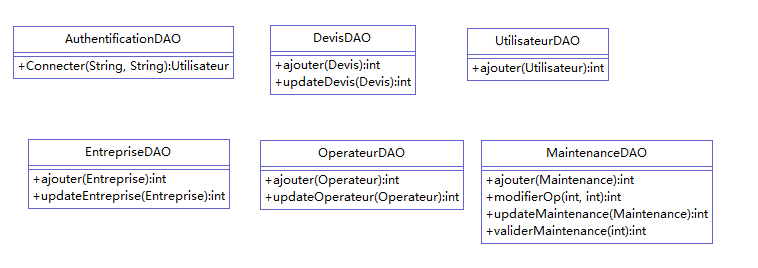 AuthentificationDAO
+Connecter(String, String):Utilisateur
DevisDAO
+ajouter(Devis):int
+updateDevis(Devis):int
UtilisateurDAO
+ajouter(Utilisateur):int
EntrepriseDAO
+ajouter(Entreprise):int
+updateEntreprise(Entreprise):int
OperateurDAO
+ajouter(Operateur):int
+updateOperateur(Operateur):int
MaintenanceDAO
+ajouter(Maintenance):int
+modifierOp(int, int):int
+updateMaintenance(Maintenance):int
+validerMaintenance(int):int